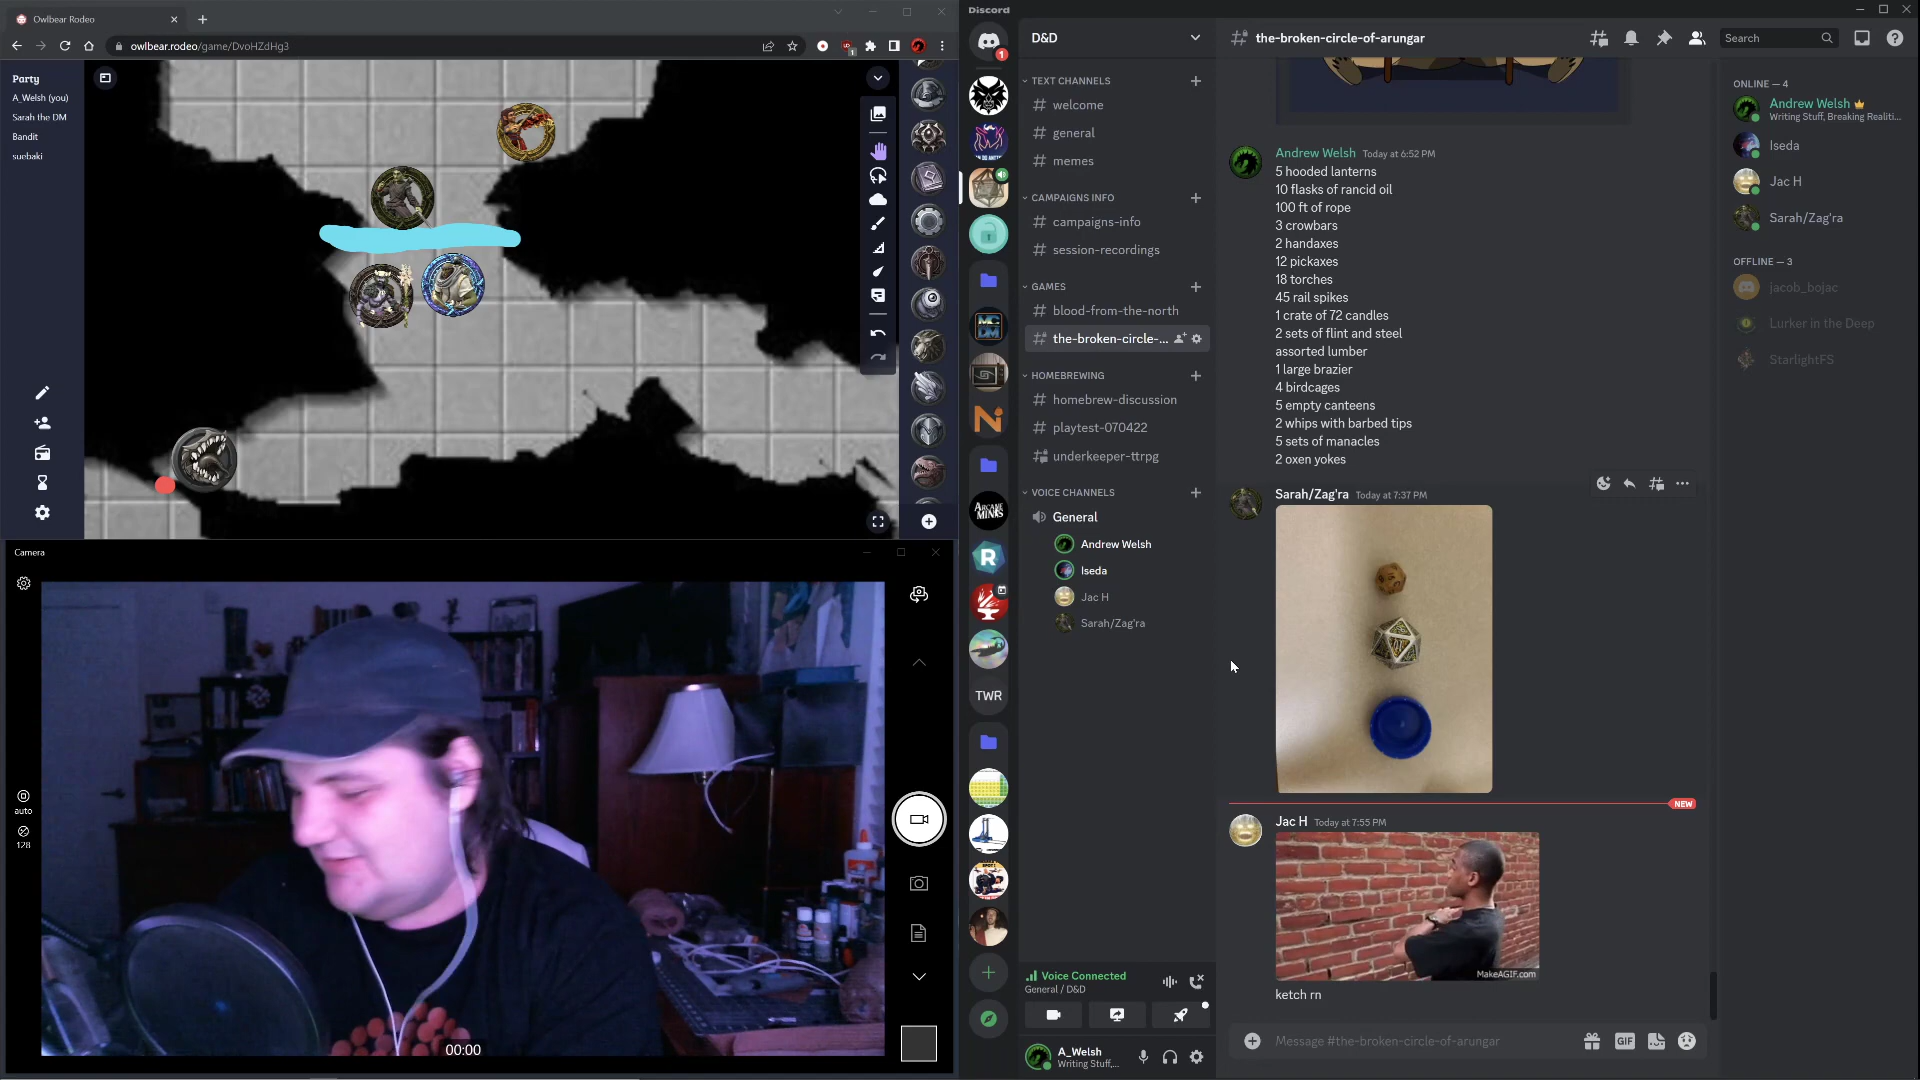 Owlbear Rodeo
owlbear.rodeo/game/DvoHZdHg3
Party
A_Welsh (you)
Sarah the DM
Bandit
suebaki
Camera
auto
128
00:00
Discord
D&D
TEXT CHANNELS
# welcome
# general
# memes
CAMPAIGNS INFO
# campaigns-info
# session-recordings
GAMES
# blood-from-the-north
# the-broken-circle-...
HOMEBREWING
# homebrew-discussion
# playtest-070422
# underkeeper-ttrpg
VOICE CHANNELS
General
Andrew Welsh
Iseda
Jac H
Sarah/Zag'ra
MCDM
ARCANE MINIS
TWR
Voice Connected
General / D&D
A_Welsh
Writing Stuff,...
the-broken-circle-of-arungar
Search
Andrew Welsh Today at 6:52 PM
5 hooded lanterns
10 flasks of rancid oil
100 ft of rope
3 crowbars
2 handaxes
12 pickaxes
18 torches
45 rail spikes
1 crate of 72 candles
2 sets of flint and steel
assorted lumber
1 large brazier
4 birdcages
5 empty canteens
2 whips with barbed tips
5 sets of manacles
2 oxen yokes
Sarah/Zag'ra Today at 7:37 PM
NEW
Jac H Today at 7:55 PM
MakeAGIF.com
ketch rn
Message #the-broken-circle-of-arungar
GIF
ONLINE — 4
Andrew Welsh
Writing Stuff, Breaking Realiti...
Iseda
Jac H
Sarah/Zag'ra
OFFLINE — 3
jacob_bojac
Lurker in the Deep
StarlightFS